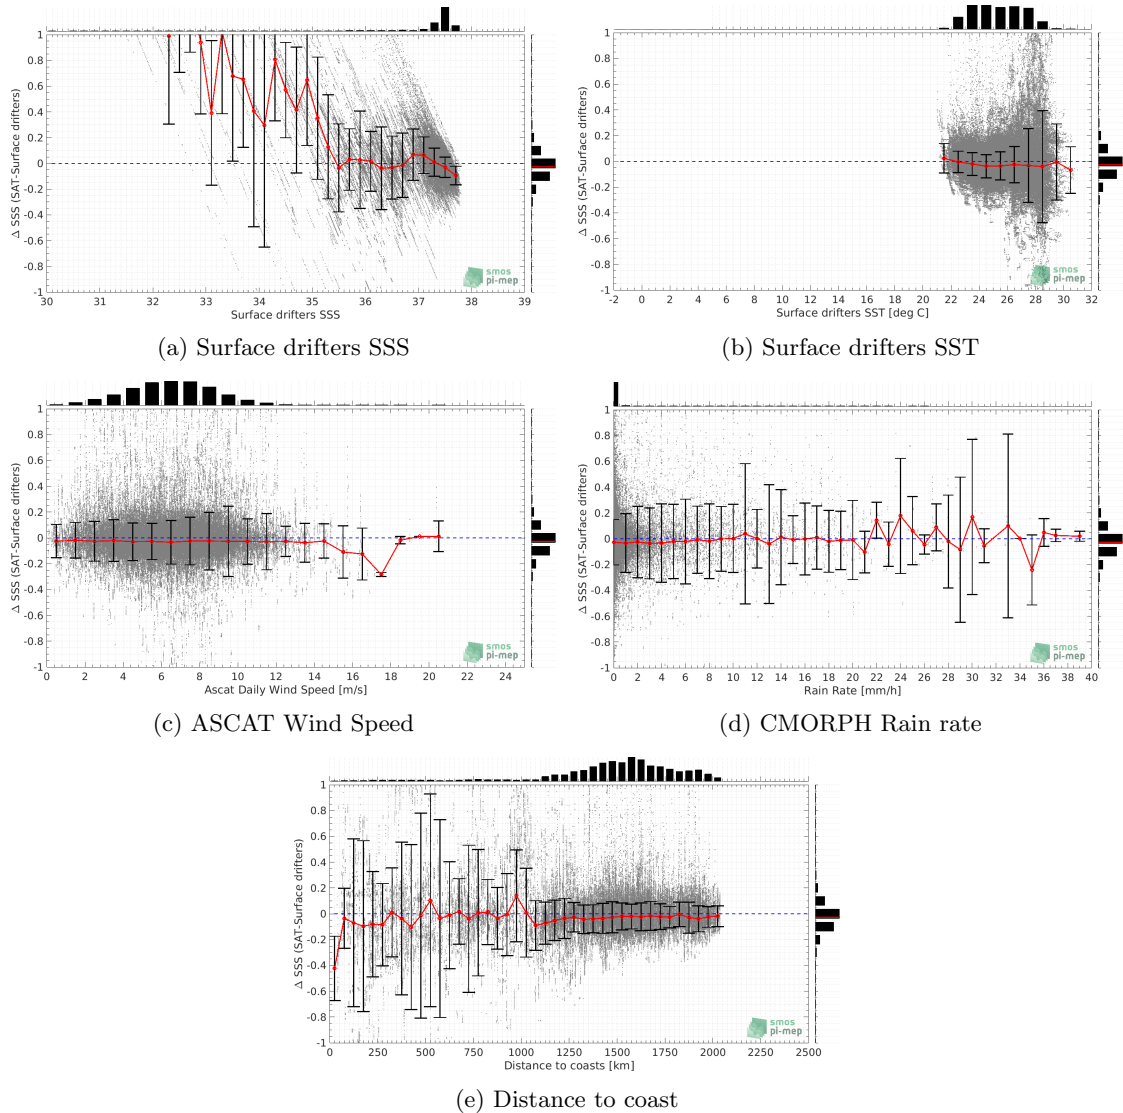 1
0.8
0.6
0.4
0.2
0
-0.2
-0.4
-0.6
-0.8
-1
Δ SSS (SAT-Surface drifters)
smos
pi-mep
30 31 32 33 34 35 36 37 38 39
Surface drifters SSS
(a) Surface drifters SSS
1
0.8
0.6
0.4
0.2
0
-0.2
-0.4
-0.6
-0.8
-1
Δ SSS (SAT-Surface drifters)
smos
pi-mep
-2 0 2 4 6 8 10 12 14 16 18 20 22 24 26 28 30 32
Surface drifters SST [deg C]
(b) Surface drifters SST
1
0.8
0.6
0.4
0.2
0
-0.2
-0.4
-0.6
-0.8
-1
Δ SSS (SAT-Surface drifters)
smos
pi-mep
0 2 4 6 8 10 12 14 16 18 20 22 24
Ascat Daily Wind Speed [m/s]
(c) ASCAT Wind Speed
1
0.8
0.6
0.4
0.2
0
-0.2
-0.4
-0.6
-0.8
-1
Δ SSS (SAT-Surface drifters)
smos
pi-mep
0 2 4 6 8 10 12 14 16 18 20 22 24 26 28 30 32 34 36 38 40
Rain Rate [mm/h]
(d) CMORPH Rain rate
1
0.8
0.6
0.4
0.2
0
-0.2
-0.4
-0.6
-0.8
-1
Δ SSS (SAT-Surface drifters)
smos
pi-mep
0 250 500 750 1000 1250 1500 1750 2000 2250 2500
Distance to coasts [km]
(e) Distance to coast